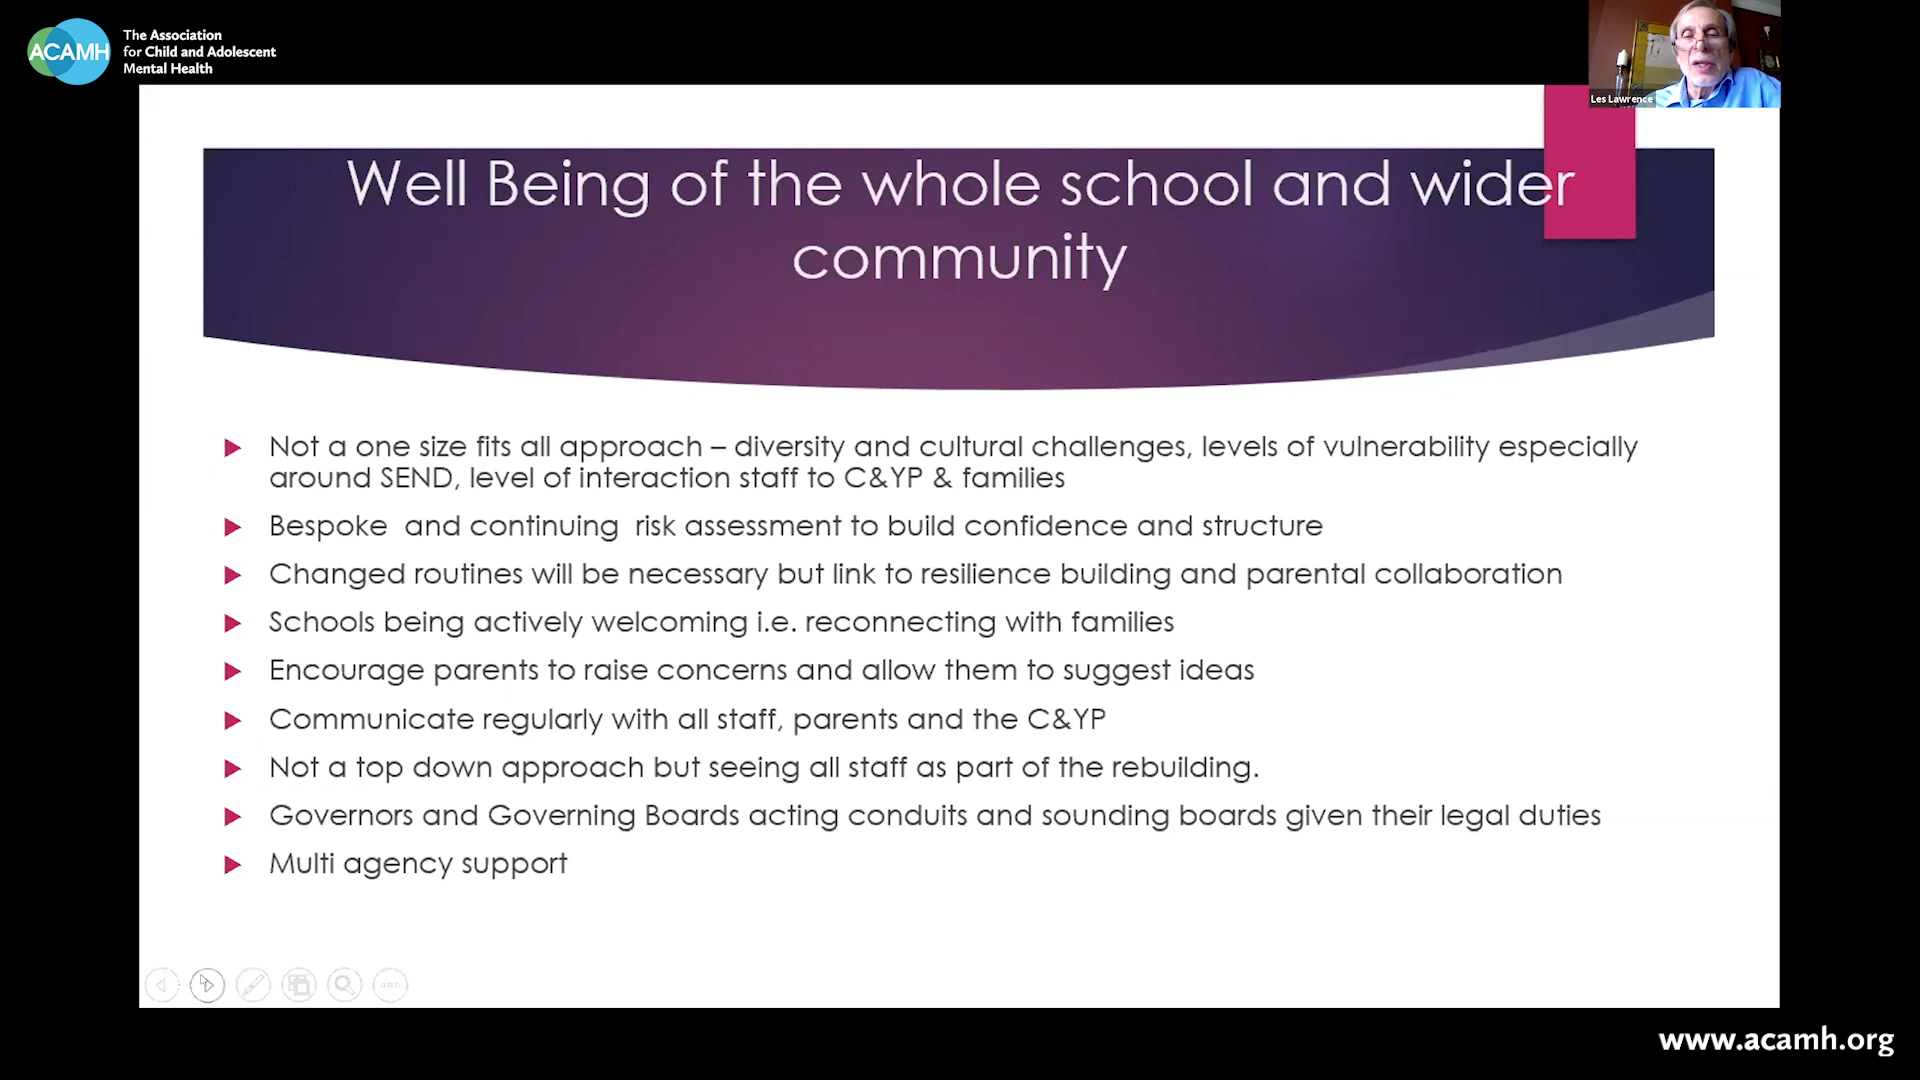 ACAMH
The Association
for Child and Adolescent
Mental Health
Les Lawrence
Well Being of the whole school and wider
community
Not a one size fits all approach – diversity and cultural challenges, levels of vulnerability especially
around SEND, level of interaction staff to C&YP & families
Bespoke  and continuing  risk assessment to build confidence and structure
Changed routines will be necessary but link to resilience building and parental collaboration
Schools being actively welcoming i.e. reconnecting with families
Encourage parents to raise concerns and allow them to suggest ideas
Communicate regularly with all staff, parents and the C&YP
Not a top down approach but seeing all staff as part of the rebuilding.
Governors and Governing Boards acting conduits and sounding boards given their legal duties
Multi agency support
www.acamh.org